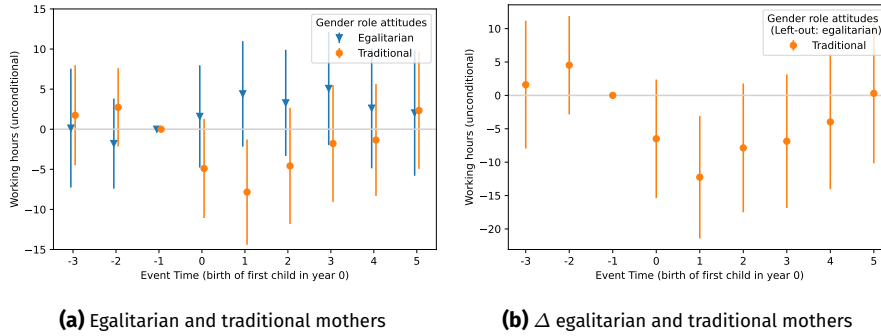 Gender role attitudes
Egalitarian
Traditional
Working hours (unconditional)
15
10
5
0
−5
−10
−15
-3 -2 -1 0 1 2 3 4 5
Event Time (birth of first child in year 0)
(a) Egalitarian and traditional mothers
Gender role attitudes
(Left-out: egalitarian)
Traditional
Working hours (unconditional)
10
5
0
−5
−10
−15
−20
-3 -2 -1 0 1 2 3 4 5
Event Time (birth of first child in year 0)
(b) Δ egalitarian and traditional mothers